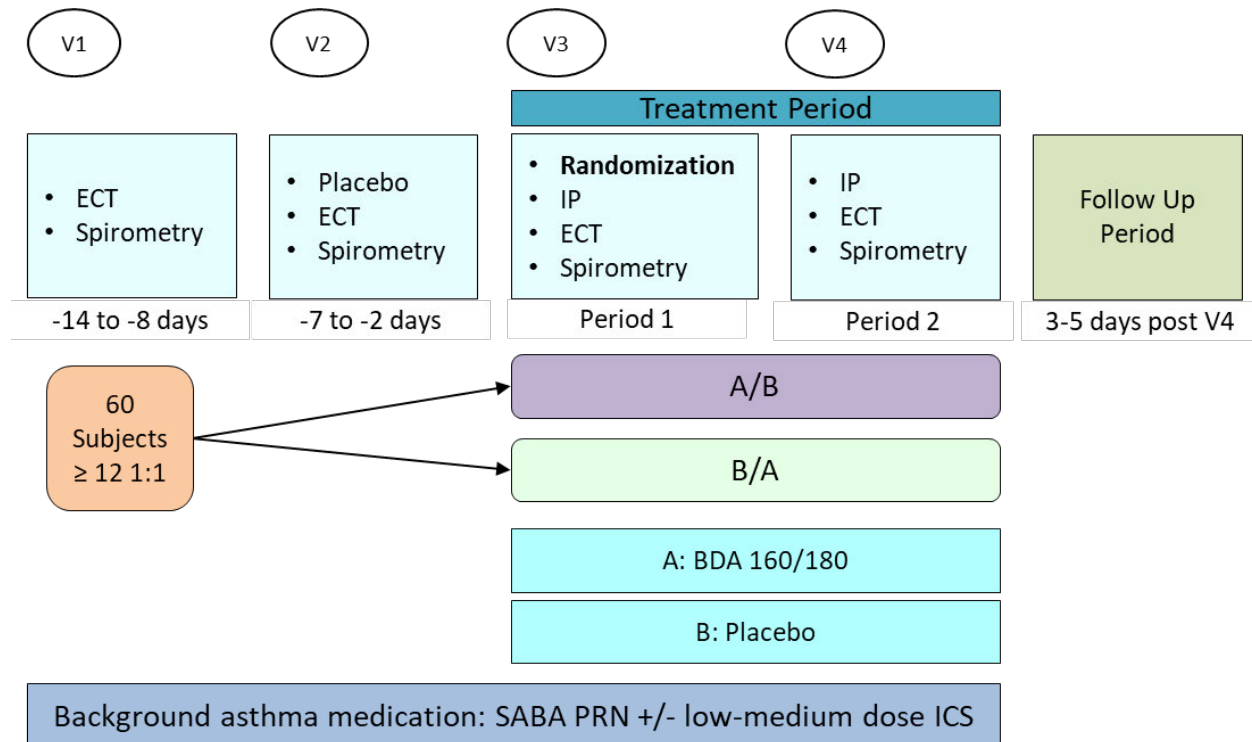 V1
V2
V3
V4
Treatment Period
• ECT
• Spirometry
• Placebo
• ECT
• Spirometry
• Randomization
• IP
• ECT
• Spirometry
• IP
• ECT
• Spirometry
Follow Up
Period
-14 to -8 days
-7 to -2 days
Period 1
Period 2
3-5 days post V4
60
Subjects
≥ 12 1:1
A/B
B/A
A: BDA 160/180
B: Placebo
Background asthma medication: SABA PRN +/- low-medium dose ICS